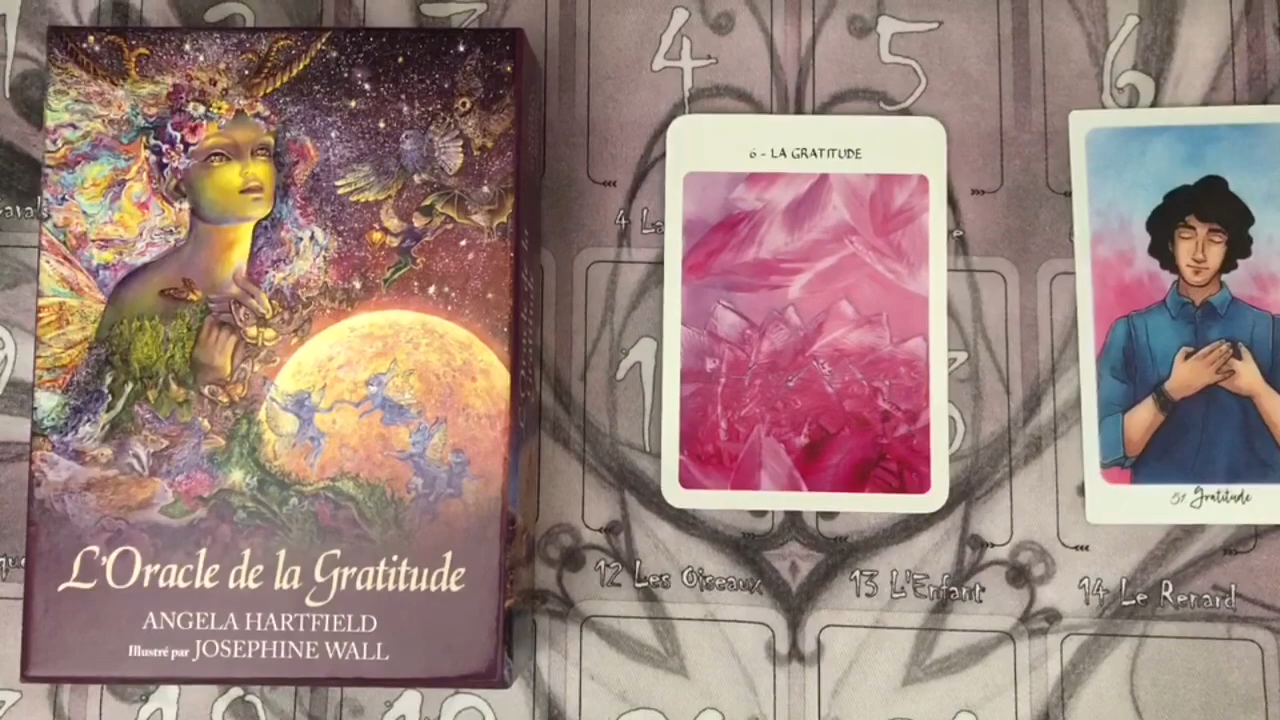 L'Oracle de la Gratitude
ANGELA HARTFIELD
Illustré par JOSEPHINE WALL
4
5
6
6 - LA GRATITUDE
51 Gratitude
12 Les Oiseaux
13 L'Enfant
14 Le Renard